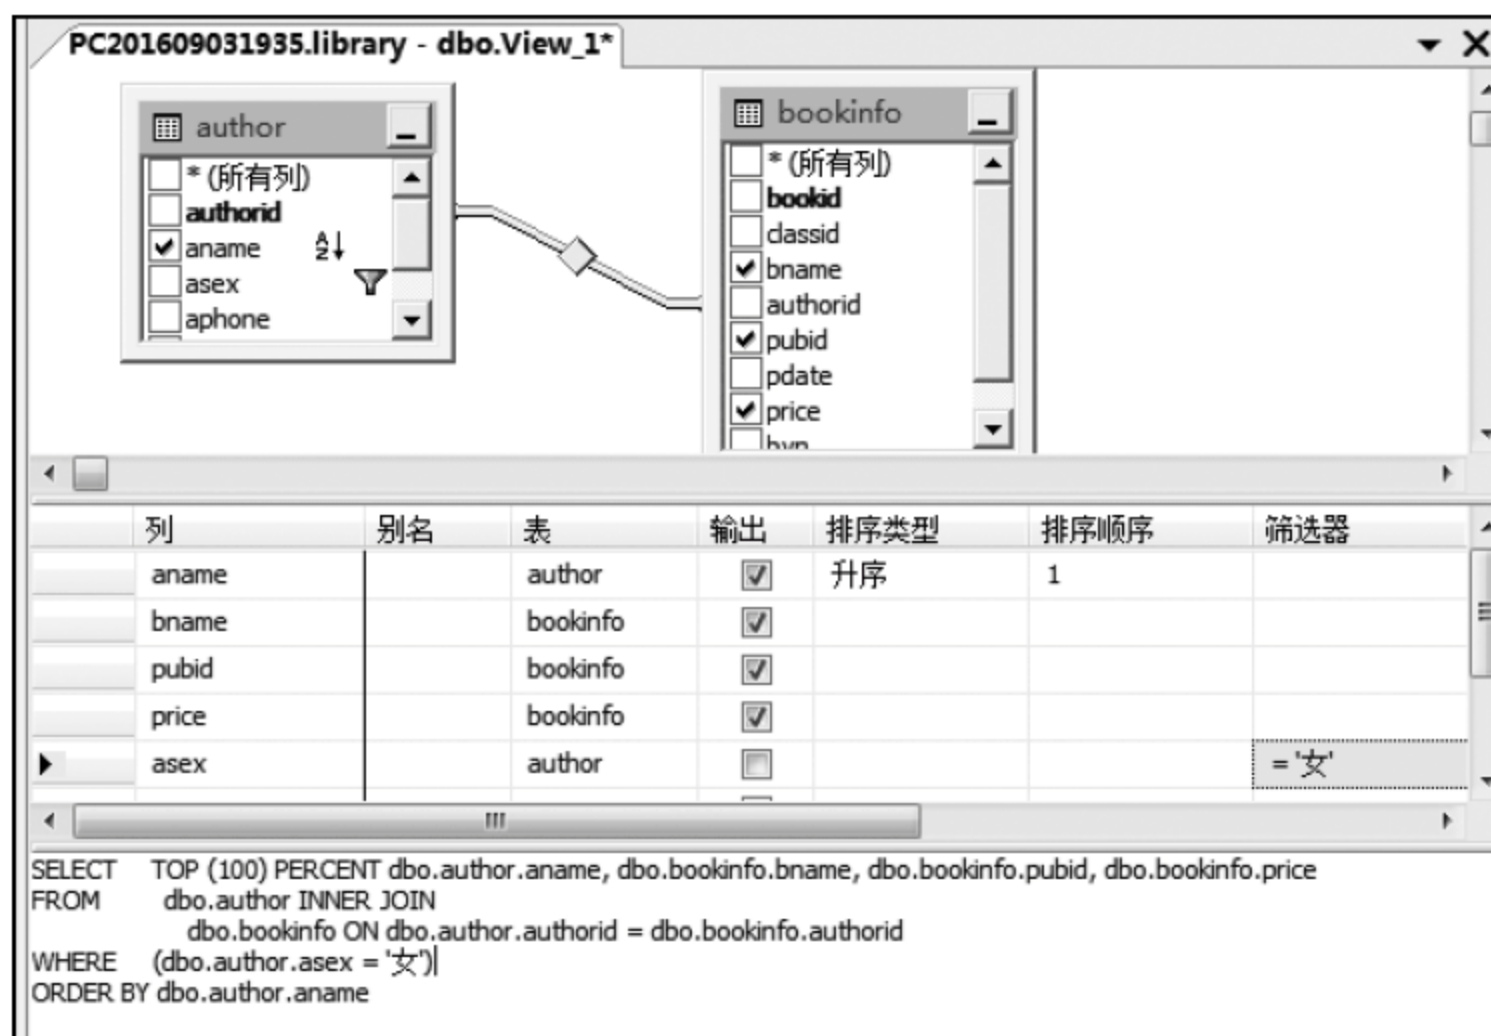 PC201609031935.library - dbo.View_1*
author
* (所有列)
authorid
aname
asex
aphone
bookinfo
* (所有列)
bookid
classid
bname
authorid
pubid
pdate
price
列 别名 表 输出 排序类型 排序顺序 筛选器
aname author 升序 1
bname bookinfo
pubid bookinfo
price bookinfo
asex author = '女'
SELECT TOP (100) PERCENT dbo.author.aname, dbo.bookinfo.bname, dbo.bookinfo.pubid, dbo.bookinfo.price
FROM dbo.author INNER JOIN
dbo.bookinfo ON dbo.author.authorid = dbo.bookinfo.authorid
WHERE (dbo.author.asex = '女')
ORDER BY dbo.author.aname